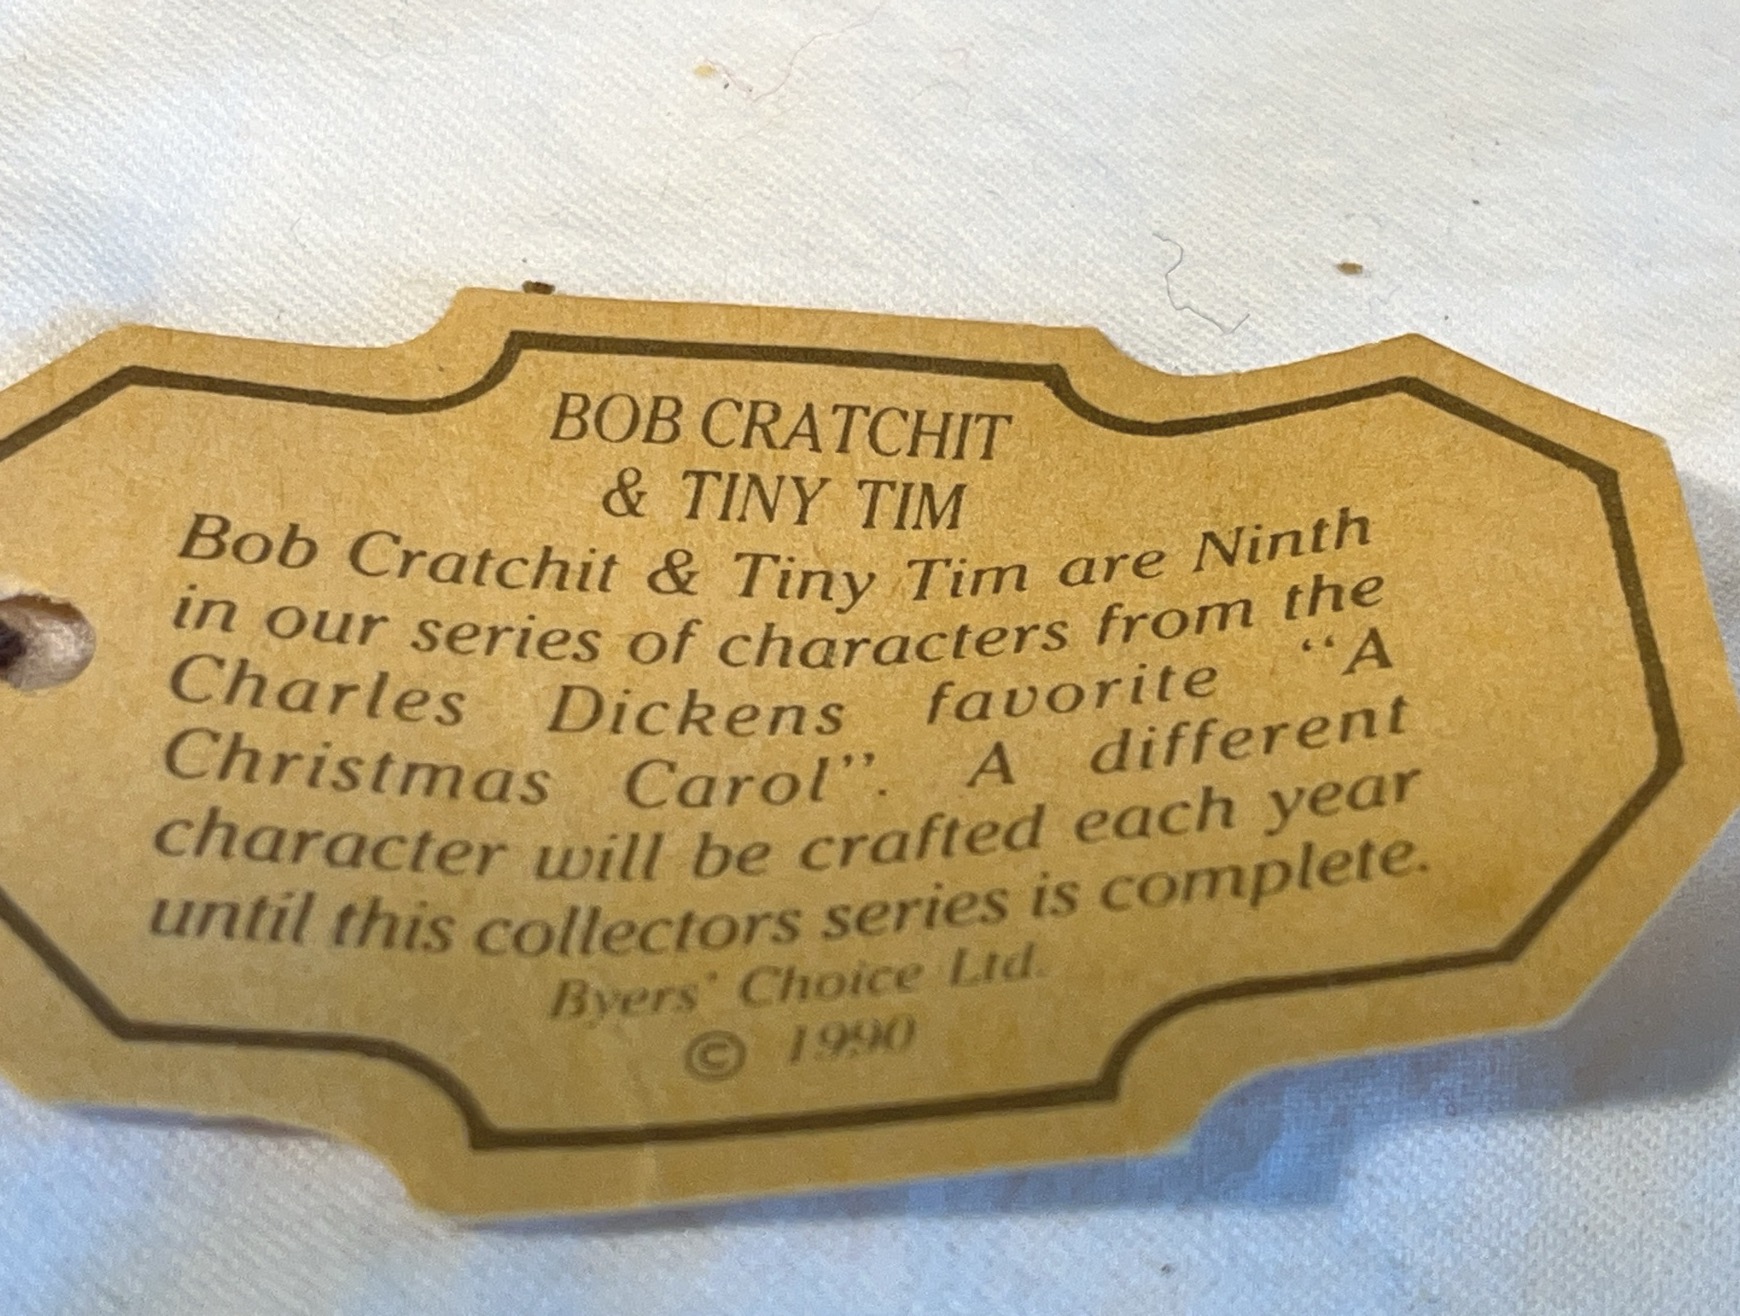 BOB CRATCHIT
& TINY TIM
Bob Cratchit & Tiny Tim are Ninth
in our series of characters from the
Charles Dickens favorite “A
Christmas Carol”. A different
character will be crafted each year
until this collectors series is complete.
Byers’ Choice Ltd.
© 1990